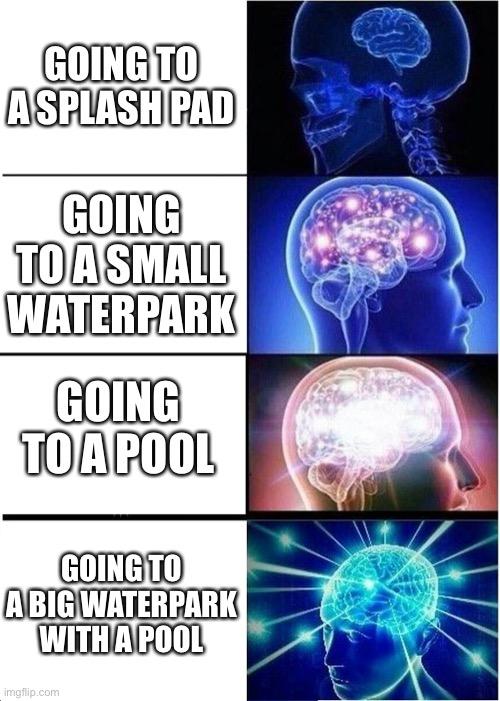 GOING TO
A SPLASH PAD
GOING
TO A SMALL
WATERPARK
GOING
TO A POOL
GOING TO
A BIG WATERPARK
WITH A POOL
imgflip.com